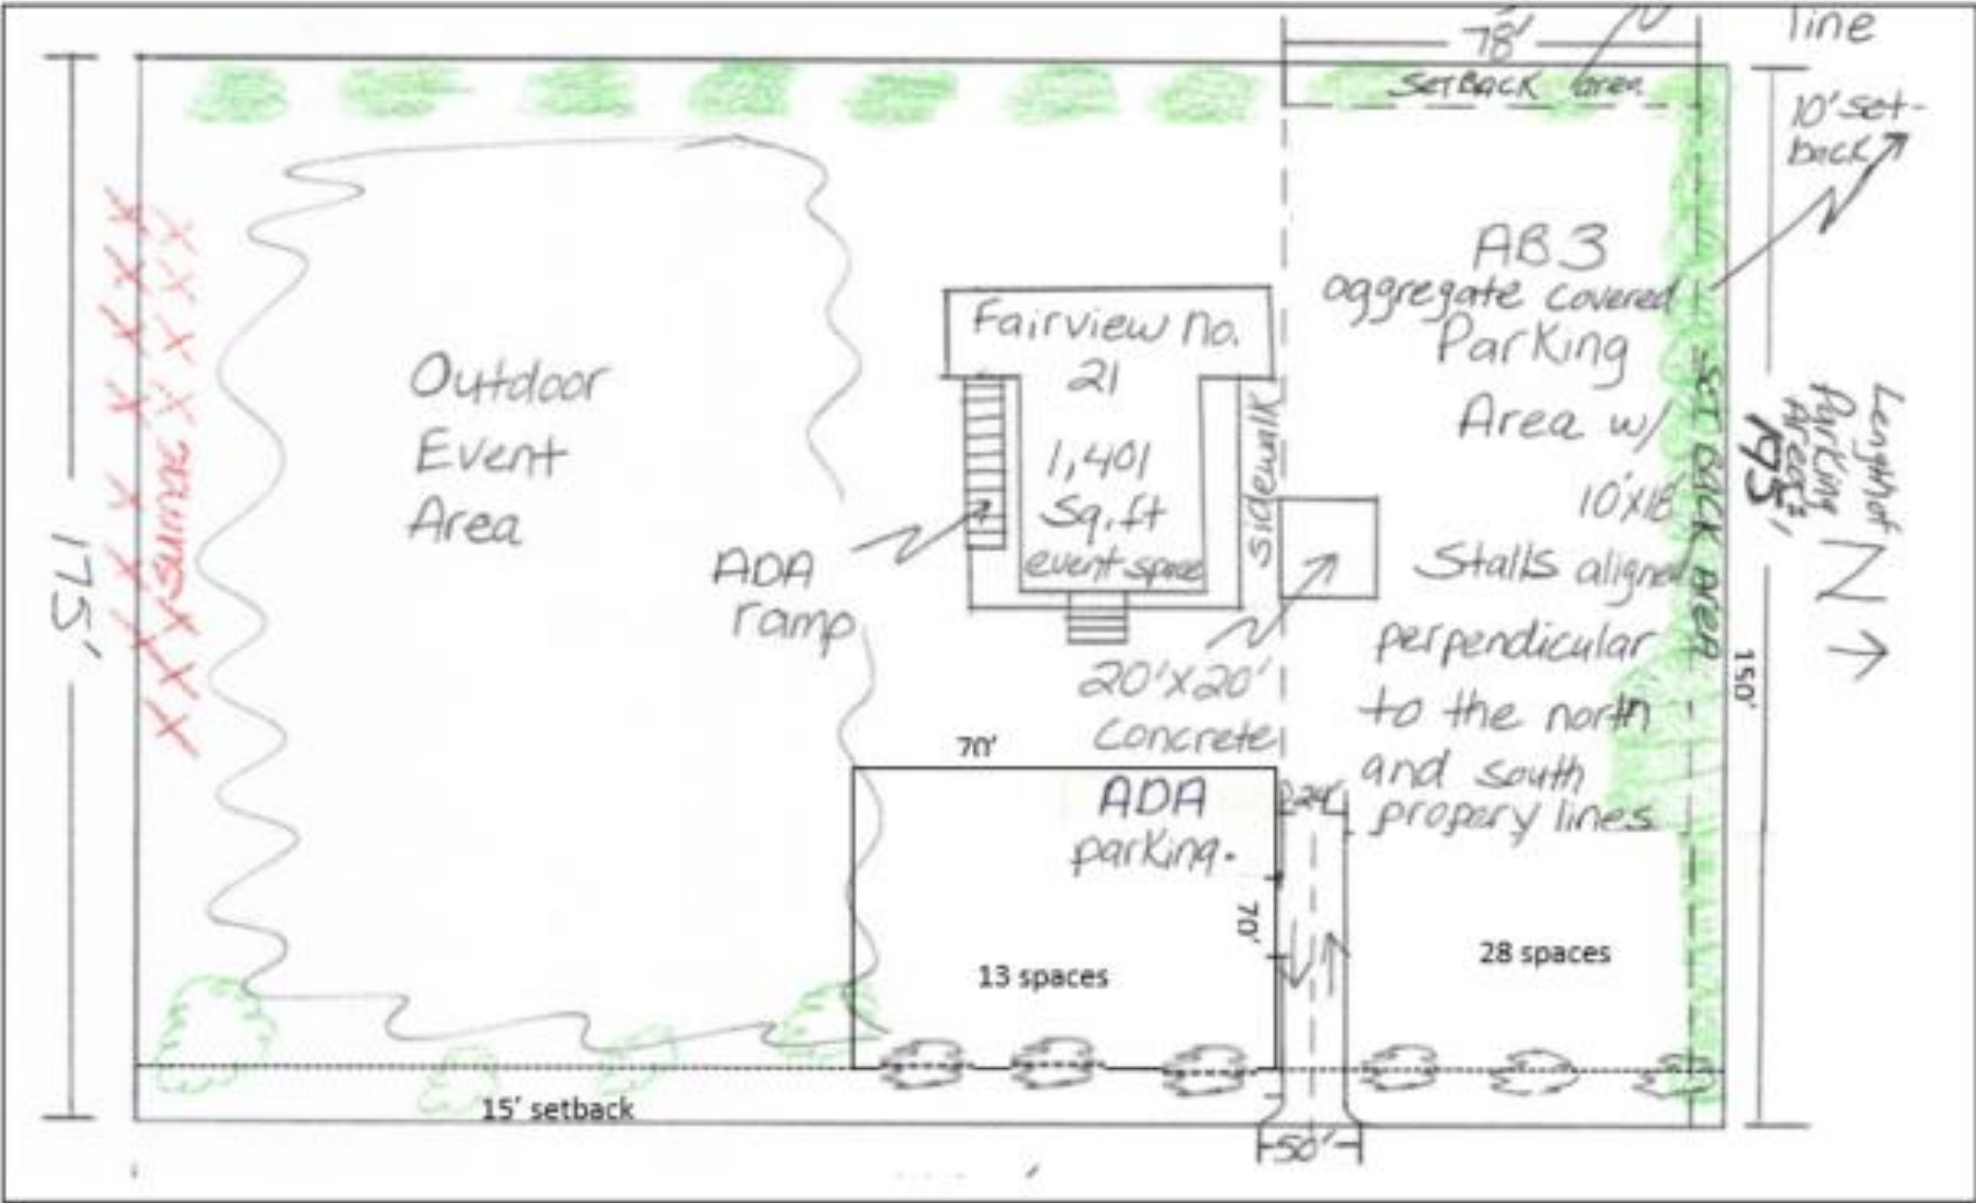 line
78'
SetBack area
10' set-
back
AB3
aggregate covered
Parking
Area w/
10'X18'
Stalls aligned
perpendicular
to the north
and south
propery lines
Fairview no.
21
1,401
Sq.ft
event space
sidewalk
Outdoor
Event
Area
ADA
ramp
20'x20'
Concrete
70'
ADA
parking.
24'
70'
13 spaces
28 spaces
SET BACK AREA
150'
Length of
Parking
Area
195'
N
175'
15' setback
50'